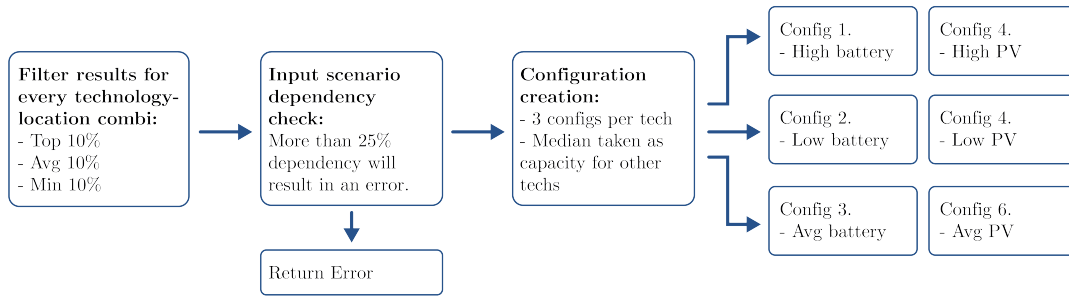 Filter results for
every technology-
location combi:
- Top 10%
- Avg 10%
- Min 10%
Input scenario
dependency
check:
More than 25%
dependency will
result in an error.
Return Error
Configuration
creation:
- 3 configs per tech
- Median taken as
capacity for other
techs
Config 1.
- High battery
Config 4.
- High PV
Config 2.
- Low battery
Config 4.
- Low PV
Config 3.
- Avg battery
Config 6.
- Avg PV